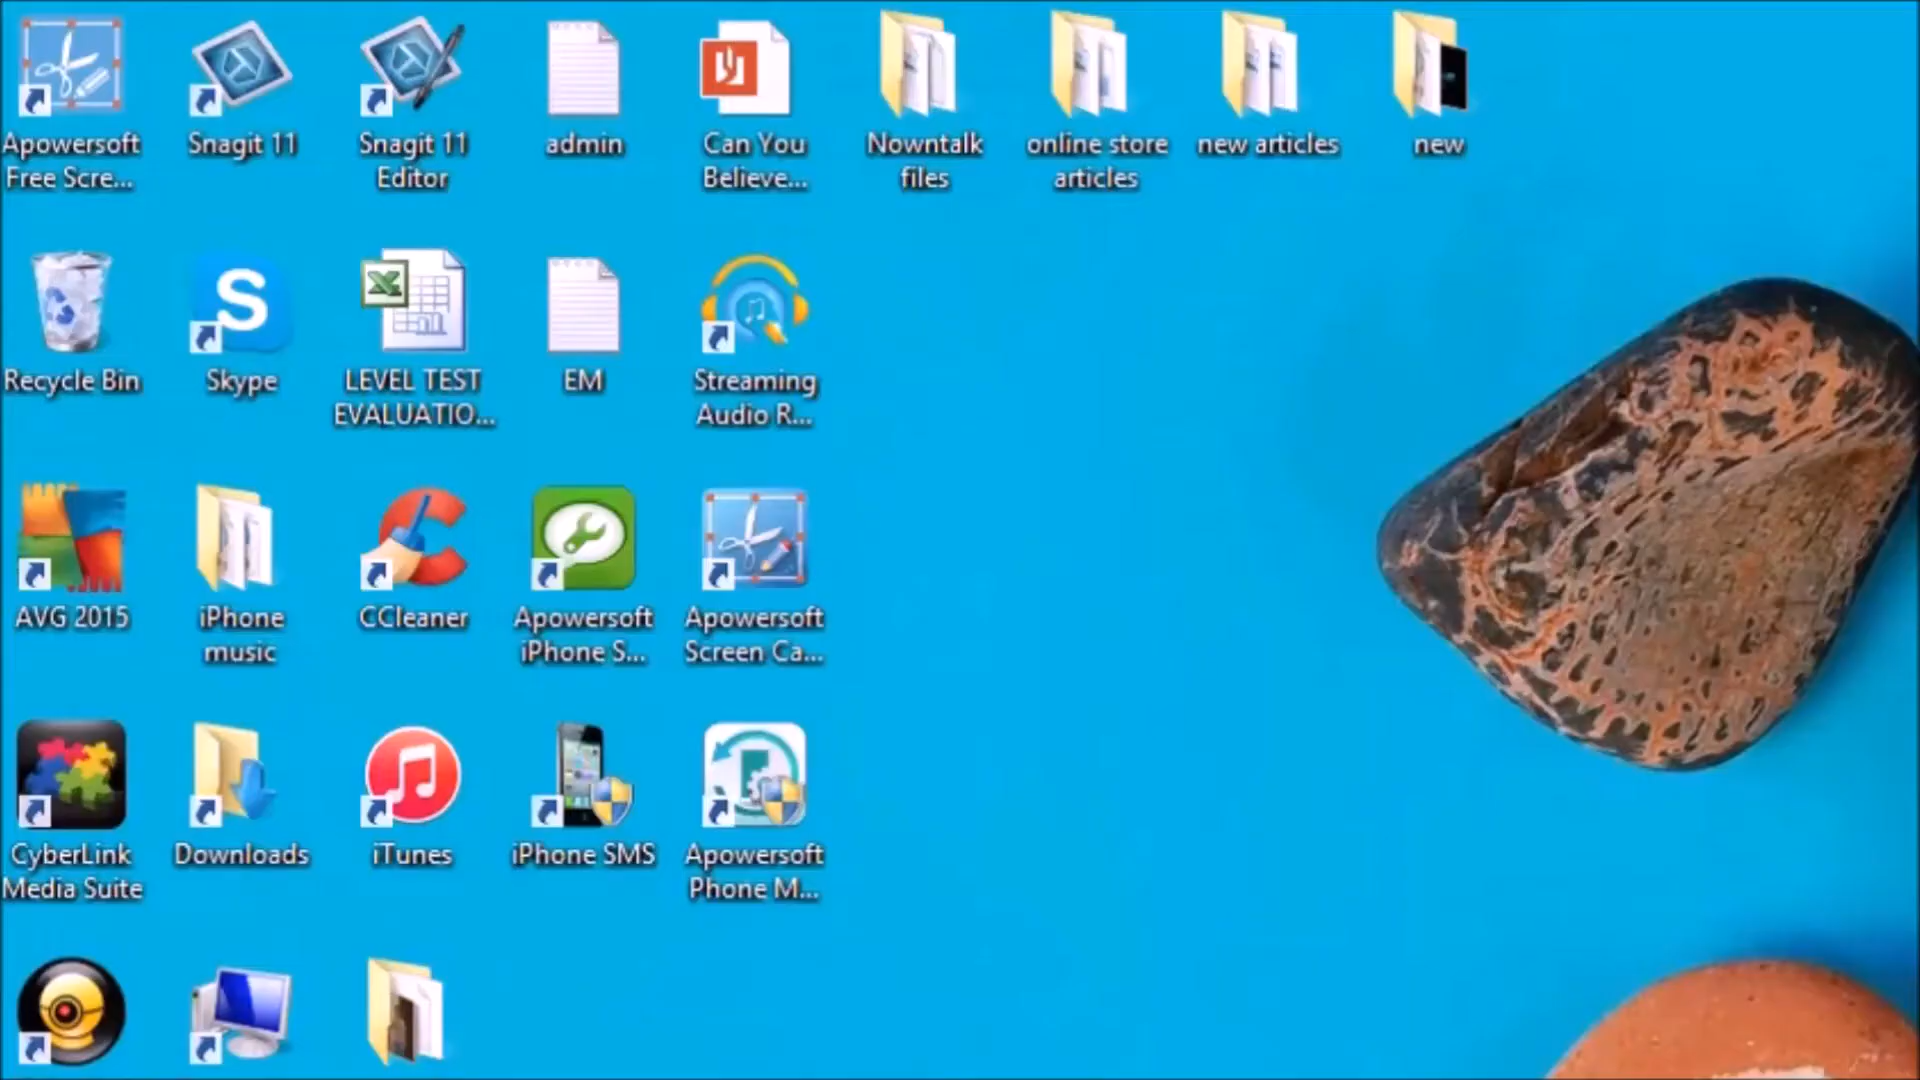 Apowersoft
Free Scre...
Snagit 11
Snagit 11
Editor
admin
Can You
Believe...
Nowntalk
files
online store
articles
new articles
new
Recycle Bin
S
Skype
LEVEL TEST
EVALUATIO...
EM
Streaming
Audio R...
AVG 2015
iPhone
music
CCleaner
Apowersoft
iPhone S...
Apowersoft
Screen Ca...
CyberLink
Media Suite
Downloads
iTunes
iPhone SMS
Apowersoft
Phone M...